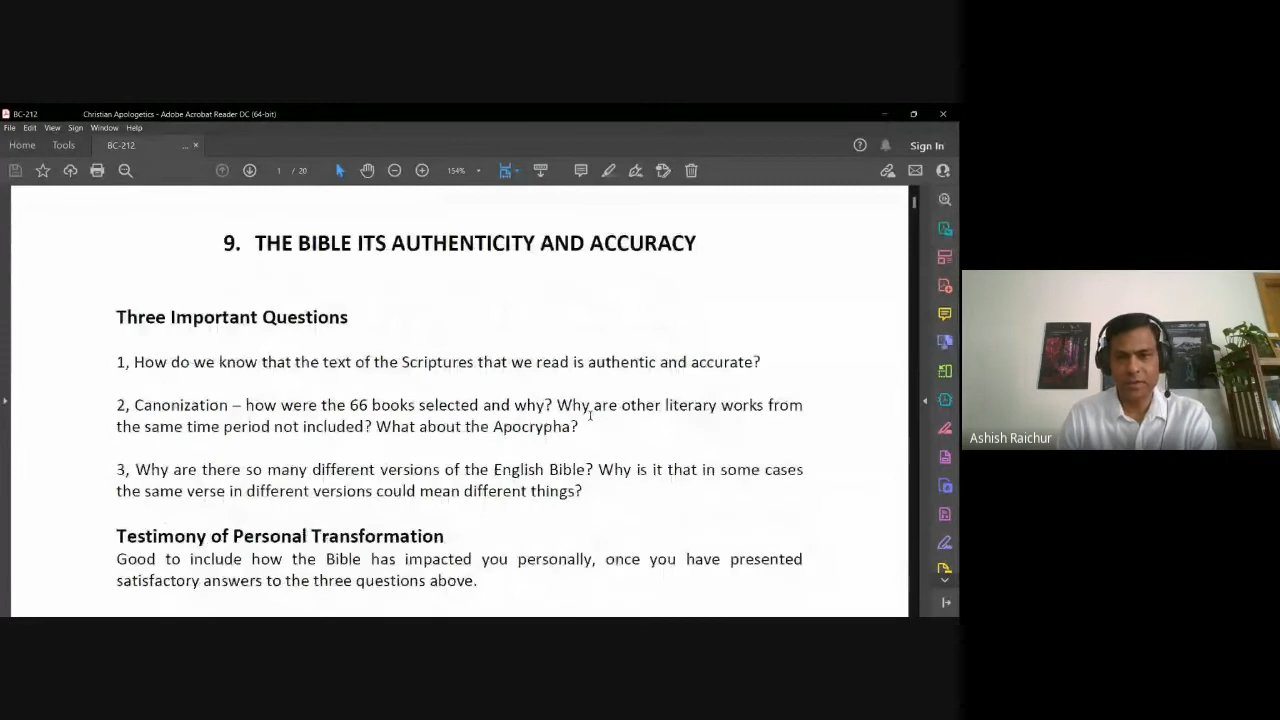 BC-212 Christian Apologetics - Adobe Acrobat Reader DC (64-bit)
File Edit View Sign Window Help
Home Tools BC-212 ... × Sign In
1 / 20 154%
9. THE BIBLE ITS AUTHENTICITY AND ACCURACY
Three Important Questions
1, How do we know that the text of the Scriptures that we read is authentic and accurate?
2, Canonization – how were the 66 books selected and why? Why are other literary works from
the same time period not included? What about the Apocrypha?
3, Why are there so many different versions of the English Bible? Why is it that in some cases
the same verse in different versions could mean different things?
Testimony of Personal Transformation
Good to include how the Bible has impacted you personally, once you have presented
satisfactory answers to the three questions above.
Ashish Raichur